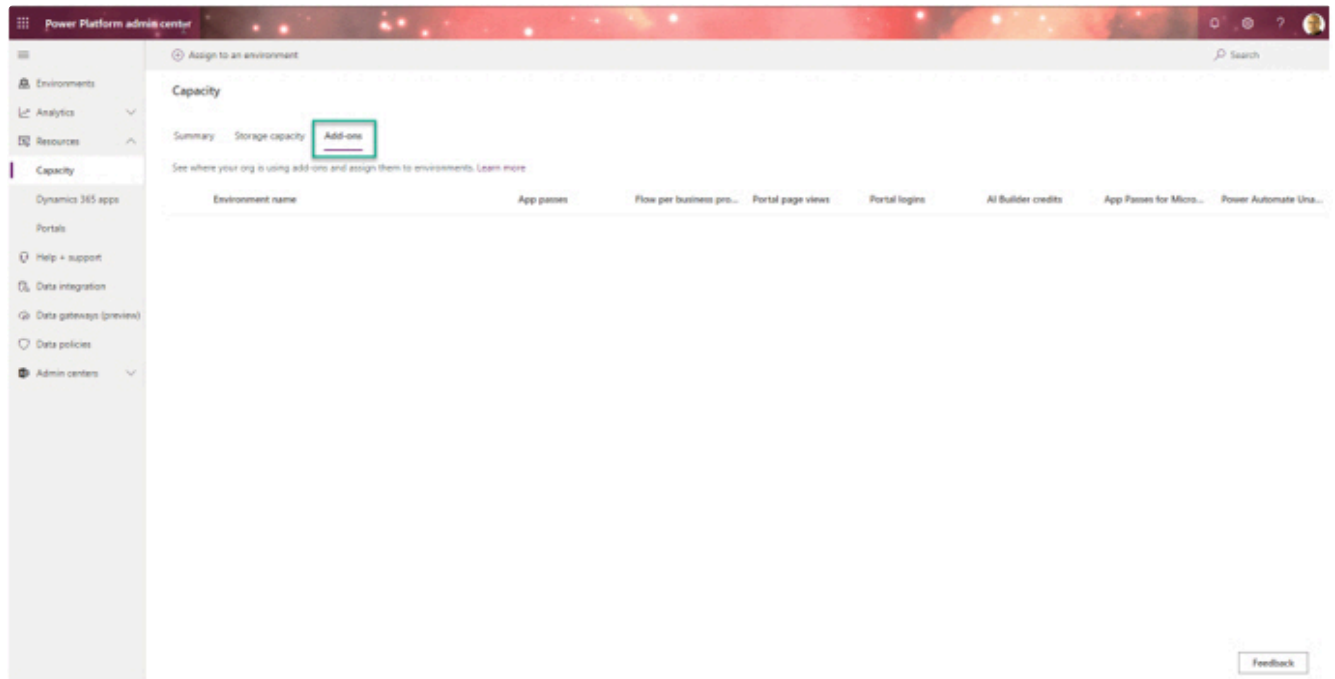 Power Platform admin center
Assign to an environment
Search
Environments
Analytics
Resources
Capacity
Dynamics 365 apps
Portals
Help + support
Data integration
Data gateways (preview)
Data policies
Admin centers
Capacity
Summary Storage capacity Add-ons
See where your org is using add-ons and assign them to environments. Learn more
Environment name App passes Flow per business pro... Portal page views Portal logins AI Builder credits App Passes for Micro... Power Automate Una...
Feedback